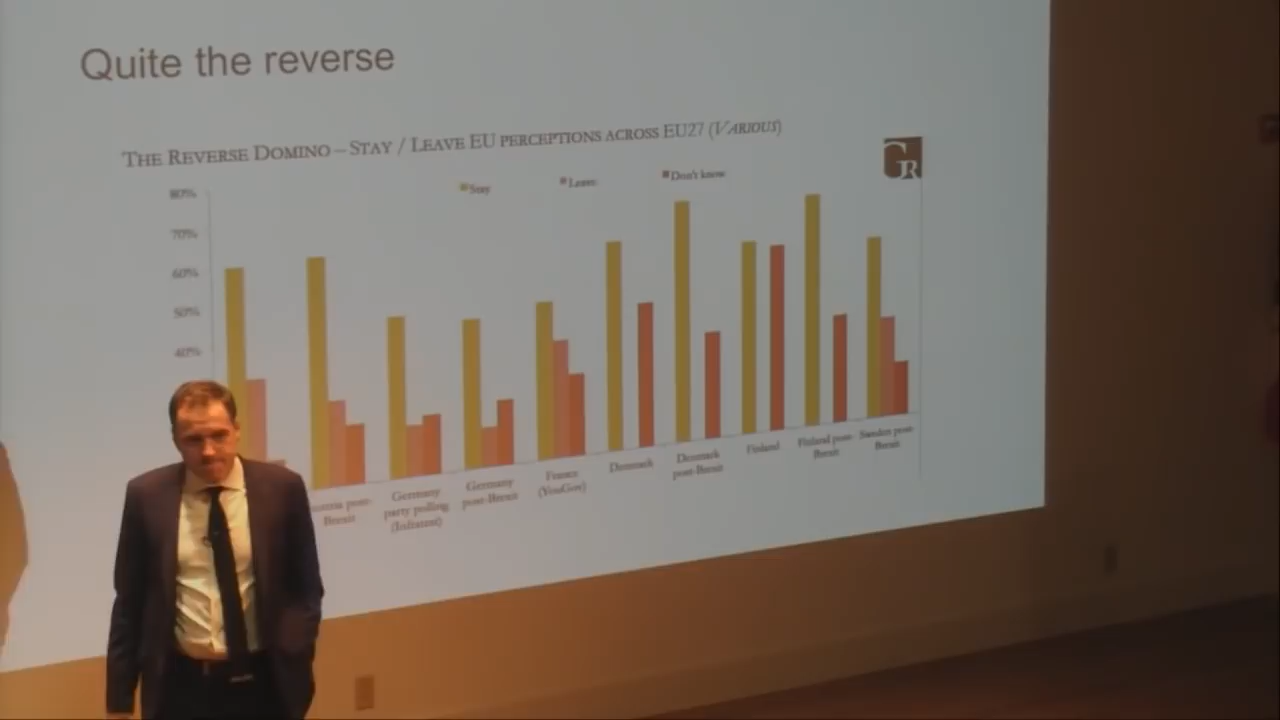 Quite the reverse
THE REVERSE DOMINO – STAY / LEAVE EU PERCEPTIONS ACROSS EU27 (VARIOUS)
GR
Stay
Leave
Don't know
80%
70%
60%
50%
40%
post-
Brexit
Germany
party polling
Germany
post-Brexit
France
(YouGov)
Denmark
Denmark
post-Brexit
Finland
Finland post-
Brexit
Sweden post-
Brexit